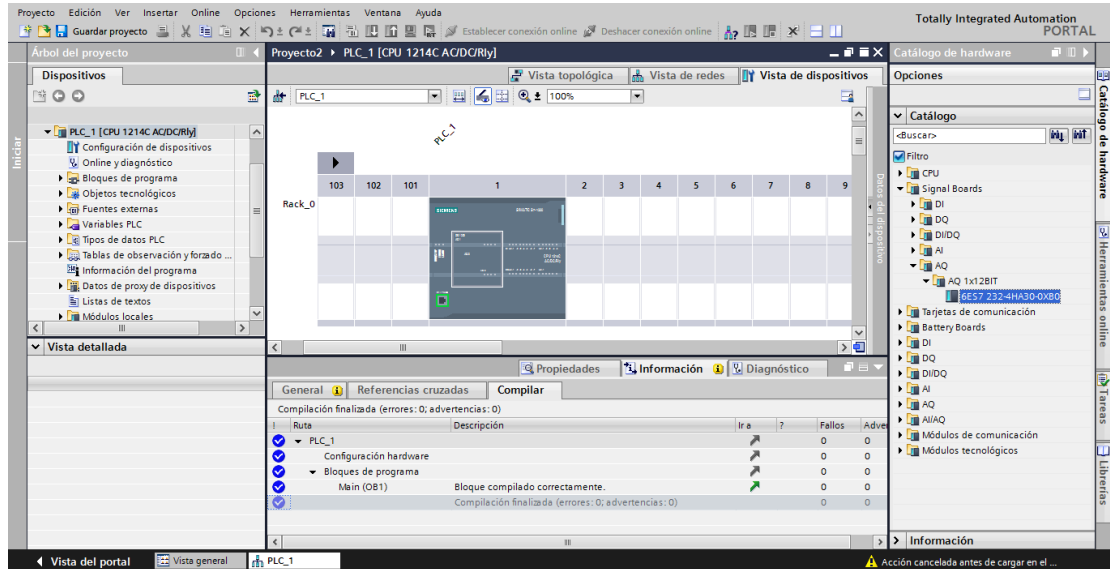 Proyecto Edición Ver Insertar Online Opciones Herramientas Ventana Ayuda
Totally Integrated Automation
PORTAL
Guardar proyecto Establecer conexión online Deshacer conexión online
Árbol del proyecto
Dispositivos
PLC_1 [CPU 1214C AC/DC/Rly]
Configuración de dispositivos
Online y diagnóstico
Bloques de programa
Objetos tecnológicos
Fuentes externas
Variables PLC
Tipos de datos PLC
Tablas de observación y forzado ...
Información del programa
Datos de proxy de dispositivos
Listas de textos
Módulos locales
Vista detallada
Iniciar
Proyecto2 PLC_1 [CPU 1214C AC/DC/Rly]
Vista topológica Vista de redes Vista de dispositivos
PLC_1 100%
PLC_1
103 102 101 1 2 3 4 5 6 7 8 9
Rack_0
SIEMENS
Datos del dispositivo
Propiedades Información Diagnóstico
General Referencias cruzadas Compilar
Compilación finalizada (errores: 0; advertencias: 0)
! Ruta Descripción Ir a ? Fallos Adver
PLC_1 0 0
Configuración hardware 0 0
Bloques de programa 0 0
Main (OB1) Bloque compilado correctamente. 0 0
Compilación finalizada (errores: 0; advertencias: 0) 0 0
Catálogo de hardware
Opciones
Catálogo
<Buscar>
Filtro
CPU
Signal Boards
DI
DQ
DI/DQ
AI
AQ
AQ 1x12BIT
6ES7 232-4HA30-0XB0
Tarjetas de comunicación
Battery Boards
DI
DQ
DI/DQ
AI
AQ
AI/AQ
Módulos de comunicación
Módulos tecnológicos
Información
Catálogo de hardware
Herramientas online
Tareas
Librerías
Vista del portal Vista general PLC_1
Acción cancelada antes de cargar en el ...